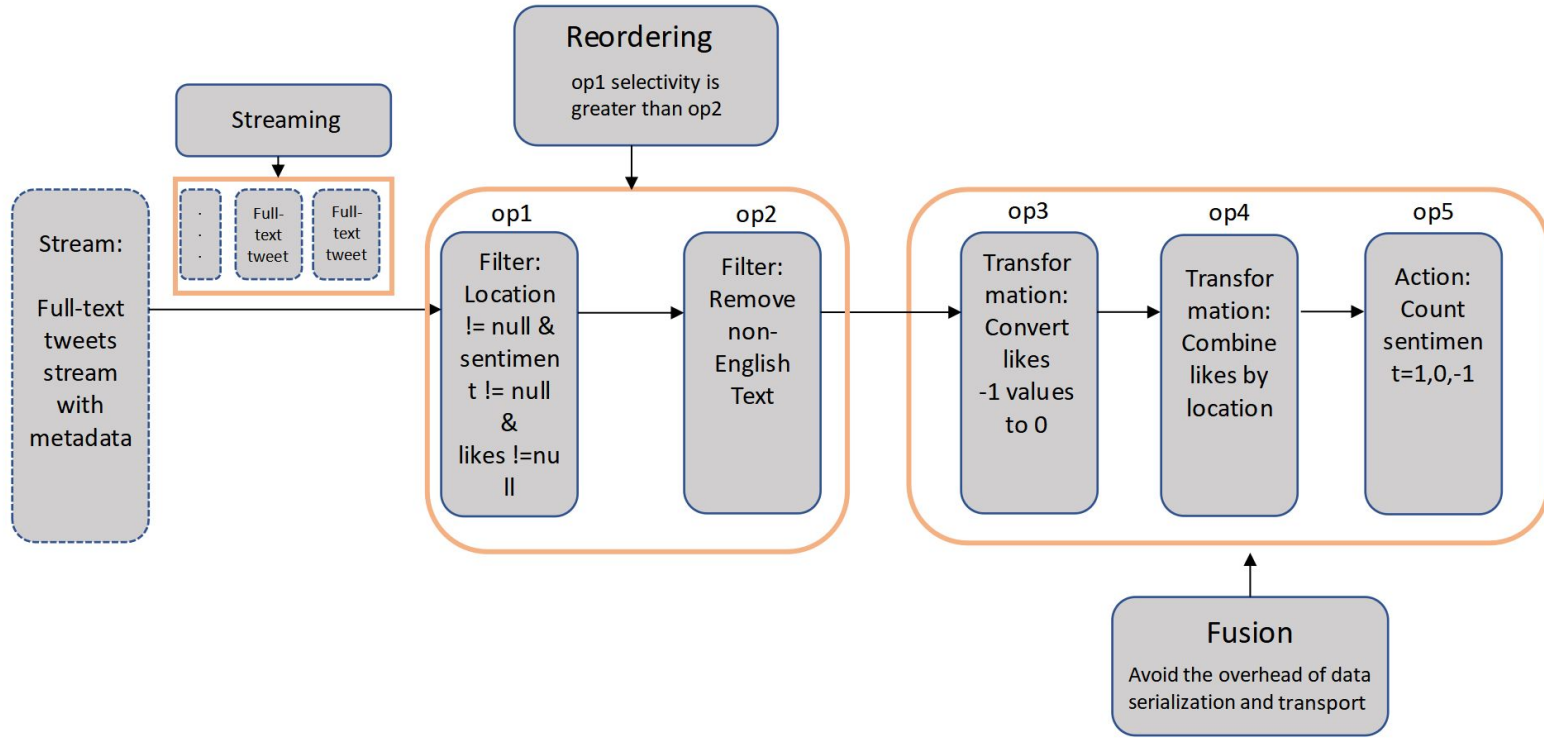 Reordering
op1 selectivity is
greater than op2
Streaming
Stream:
Full-text
tweets
stream
with
metadata
.
.
.
Full-
text
tweet
Full-
text
tweet
op1
Filter:
Location
!= null &
sentimen
t != null
&
likes !=nu
ll
op2
Filter:
Remove
non-
English
Text
op3
Transfor
mation:
Convert
likes
-1 values
to 0
op4
Transfor
mation:
Combine
likes by
location
op5
Action:
Count
sentimen
t=1,0,-1
Fusion
Avoid the overhead of data
serialization and transport